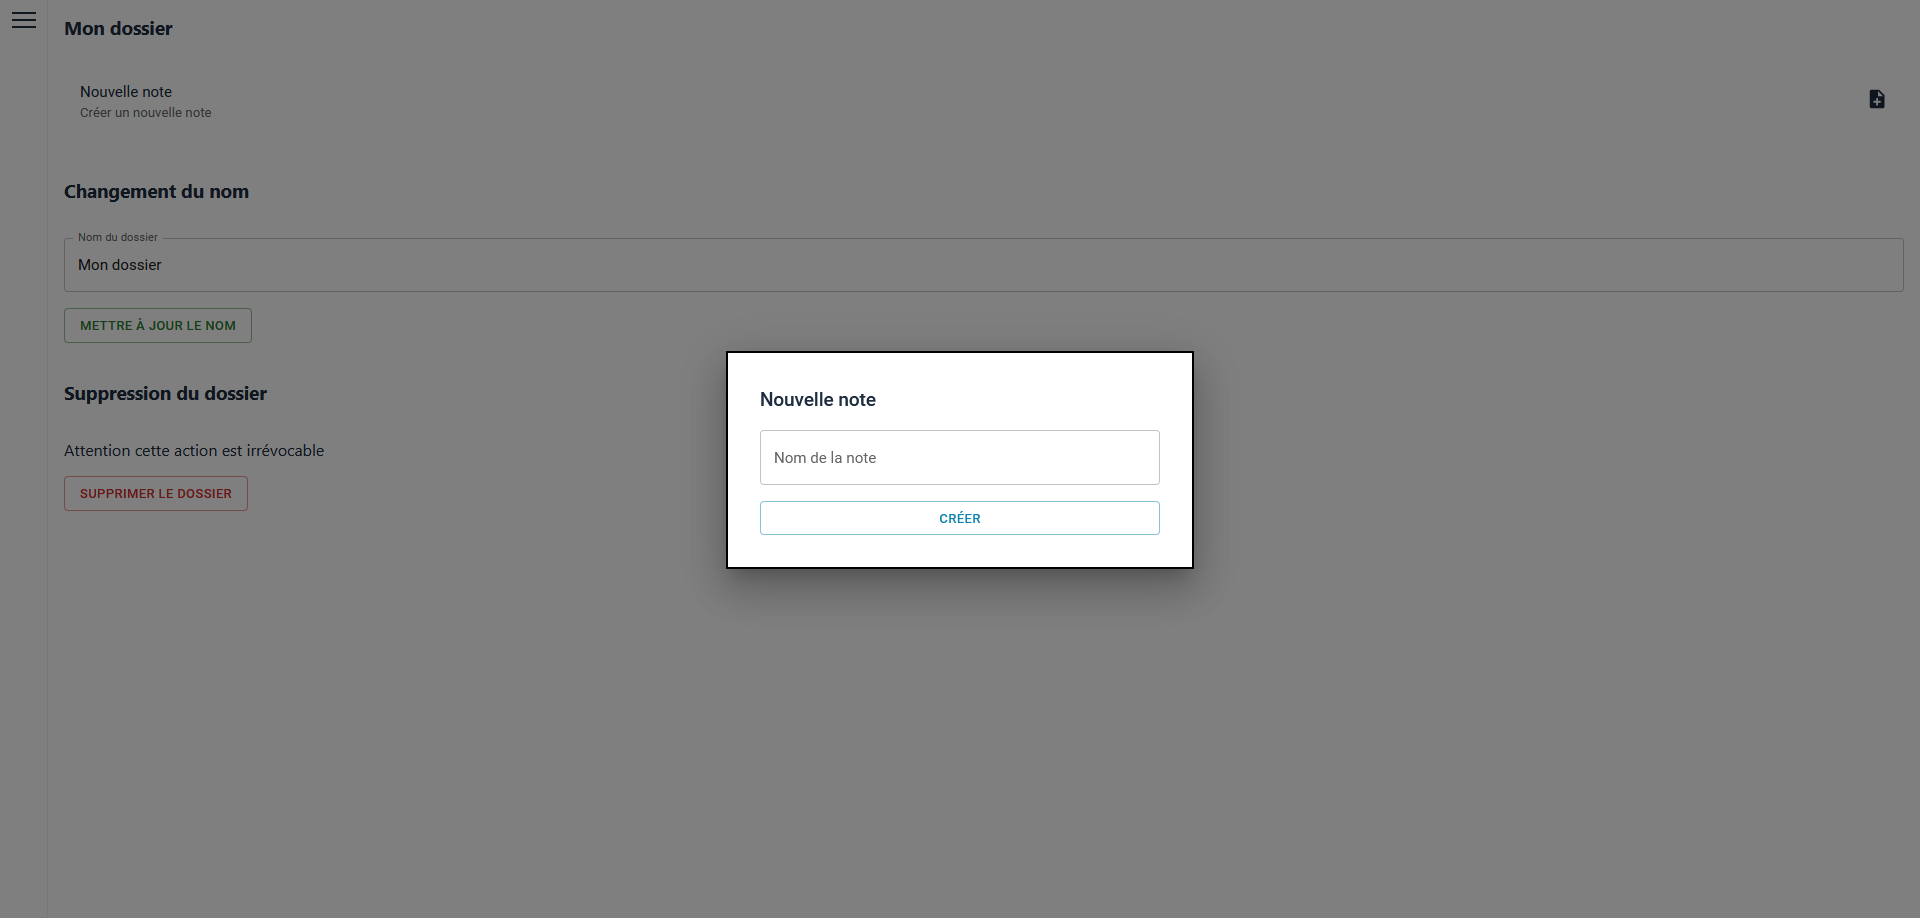 Mon dossier
Nouvelle note
Créer un nouvelle note
Changement du nom
Nom du dossier
Mon dossier
METTRE À JOUR LE NOM
Suppression du dossier
Attention cette action est irrévocable
SUPPRIMER LE DOSSIER
Nouvelle note
Nom de la note
CRÉER